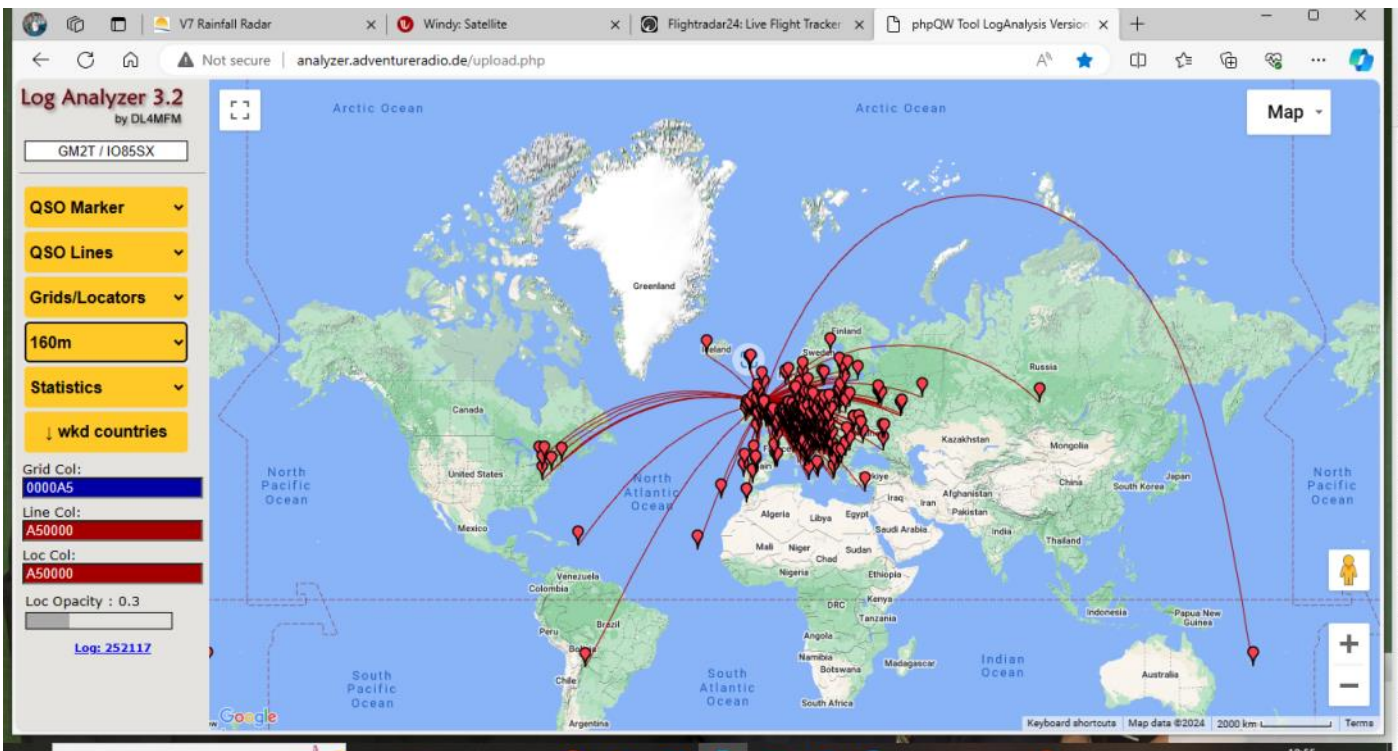 V7 Rainfall Radar
Windy: Satellite
Flightradar24: Live Flight Tracker
phpQW Tool LogAnalysis Version
Not secure
analyzer.adventureradio.de/upload.php
Log Analyzer 3.2
by DL4MFM
GM2T / IO85SX
QSO Marker
QSO Lines
Grids/Locators
160m
Statistics
↓ wkd countries
Grid Col:
0000A5
Line Col:
A50000
Loc Col:
A50000
Loc Opacity : 0.3
Log: 252117
Map
Arctic Ocean
Arctic Ocean
Greenland
Iceland
Finland
Sweden
Russia
Canada
Kazakhstan
Mongolia
United States
North
Pacific
Ocean
North
Atlantic
Ocean
China
South Korea
Japan
North
Pacific
Ocean
Iraq
Iran
Afghanistan
Pakistan
Algeria
Libya
Egypt
Saudi Arabia
India
Thailand
Mexico
Mali
Niger
Chad
Sudan
Nigeria
Ethiopia
Venezuela
Colombia
DRC
Kenya
Tanzania
Indonesia
Papua New
Guinea
Peru
Brazil
Angola
Namibia
Botswana
Madagascar
Indian
Ocean
Australia
South
Pacific
Ocean
Chile
South
Atlantic
Ocean
South Africa
Argentina
Google
Keyboard shortcuts
Map data ©2024
2000 km
Terms